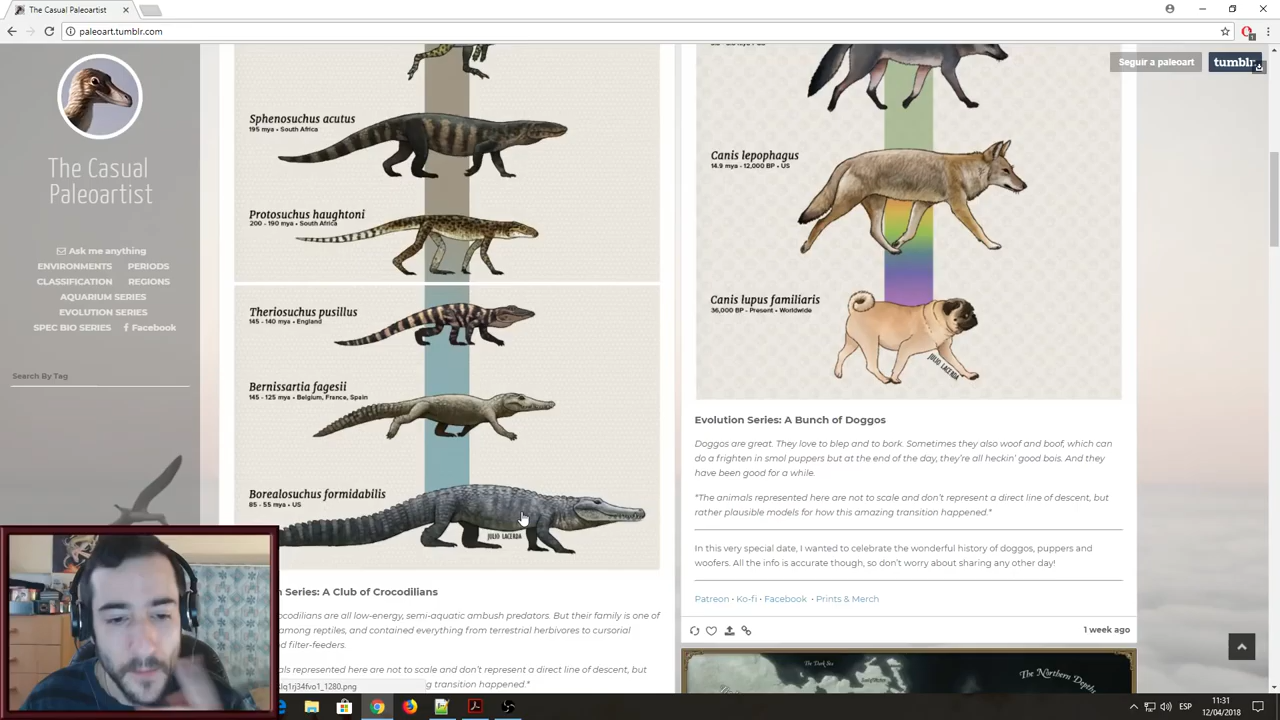 The Casual Paleoartist
paleoart.tumblr.com
Seguir a paleoart
tumblr.
The Casual
Paleoartist
Ask me anything
ENVIRONMENTS PERIODS
CLASSIFICATION REGIONS
AQUARIUM SERIES
EVOLUTION SERIES
SPEC BIO SERIES Facebook
Search By Tag
Sphenosuchus acutus
195 mya • South Africa
Protosuchus haughtoni
200 - 190 mya • South Africa
Theriosuchus pusillus
145 - 140 mya • England
Bernissartia fagesii
145 - 125 mya • Belgium, France, Spain
Borealosuchus formidabilis
85 - 55 mya • US
JULIO LACERDA
n Series: A Club of Crocodilians
ocodilians are all low-energy, semi-aquatic ambush predators. But their family is one of
among reptiles, and contained everything from terrestrial herbivores to cursorial
d filter-feeders.
als represented here are not to scale and don't represent a direct line of descent, but
g transition happened.*
lq1rj34fvo1_1280.png
Canis lepophagus
14.9 mya - 12,000 BP • US
Canis lupus familiaris
36,000 BP - Present • Worldwide
JULIO LACERDA
Evolution Series: A Bunch of Doggos
Doggos are great. They love to blep and to bork. Sometimes they also woof and boof, which can
do a frighten in smol puppers but at the end of the day, they're all heckin' good bois. And they
have been good for a while.
*The animals represented here are not to scale and don't represent a direct line of descent, but
rather plausible models for how this amazing transition happened.*
In this very special date, I wanted to celebrate the wonderful history of doggos, puppers and
woofers. All the info is accurate though, so don't worry about sharing any other day!
Patreon • Ko-fi • Facebook • Prints & Merch
1 week ago
The Dark Sea
The Northern Depths
ESP
11:31
12/04/2018